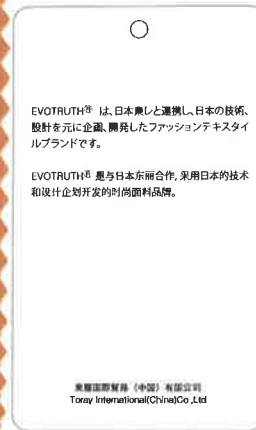 EVOTRUTH® は、日本東レと連携し、日本の技術、
設計を元に企画、開発したファッションテキスタイ
ルブランドです。
EVOTRUTH® 是与日本东丽合作, 采用日本的技术
和设计企划开发的时尚面料品牌。
東麗国際貿易（中国）有限公司
Toray International(China)Co.,Ltd